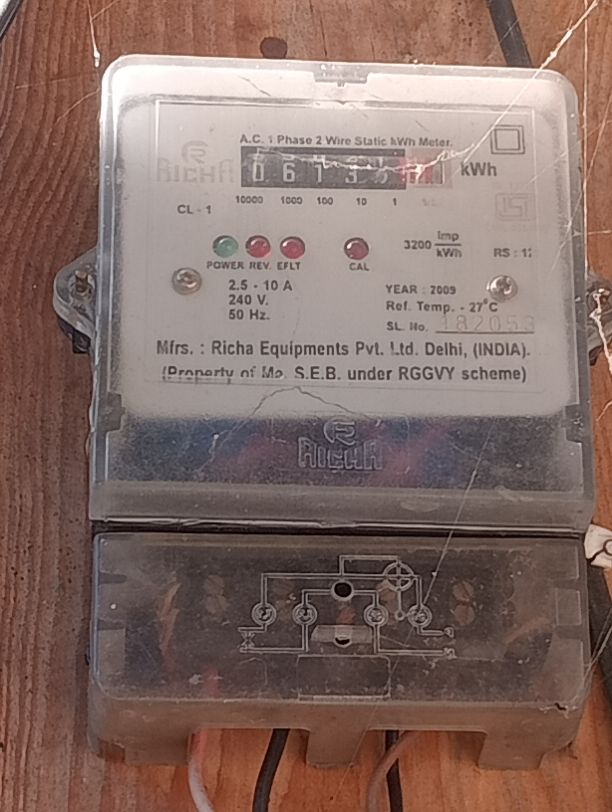 A.C. 1 Phase 2 Wire Static kWh Meter.
RICHA
kWh
CL - 1
10000 1000 100 10 1
POWER REV. EFLT CAL
3200 Imp/kWh
2.5 - 10 A
240 V.
50 Hz.
YEAR : 2009
Ref. Temp. - 27°C
SL. No. 182053
Mfrs. : Richa Equipments Pvt. Ltd. Delhi, (INDIA).
(Property of Me. S.E.B. under RGGVY scheme)
RICHA